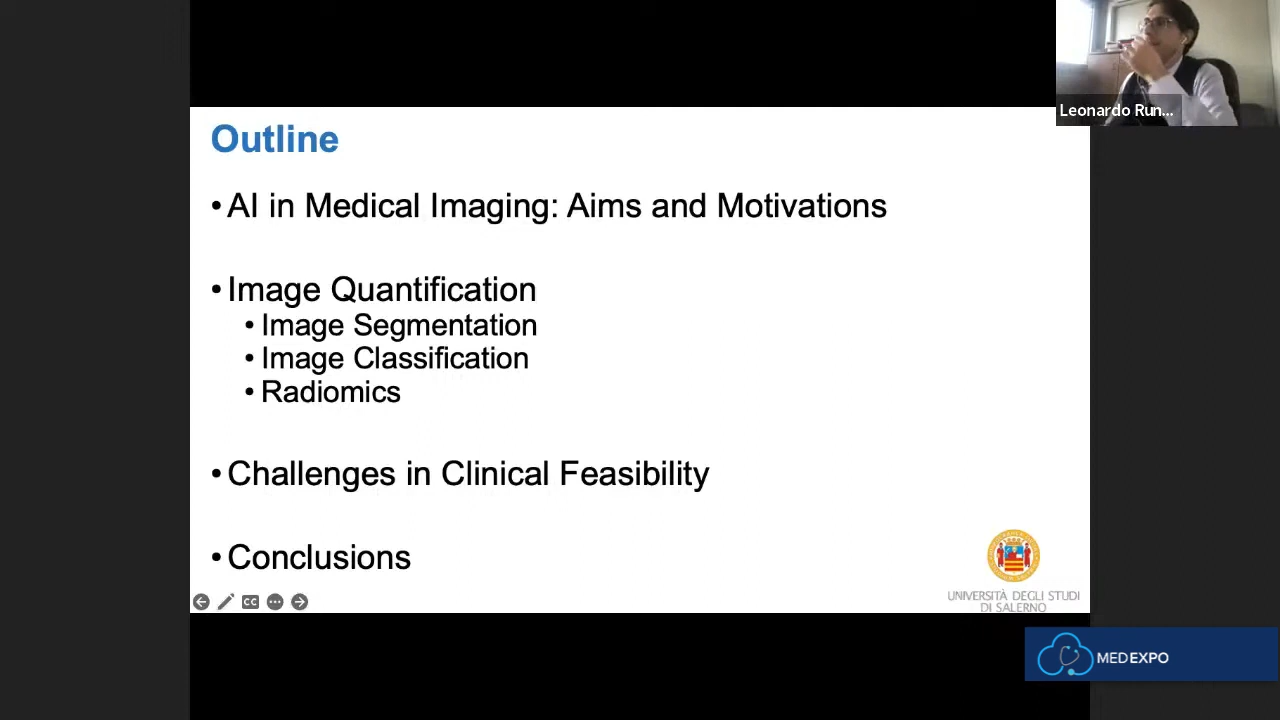 Leonardo Run...
Outline
• AI in Medical Imaging: Aims and Motivations
• Image Quantification
• Image Segmentation
• Image Classification
• Radiomics
• Challenges in Clinical Feasibility
• Conclusions
CC
UNIVERSITÀ DEGLI STUDI
DI SALERNO
MEDEXPO